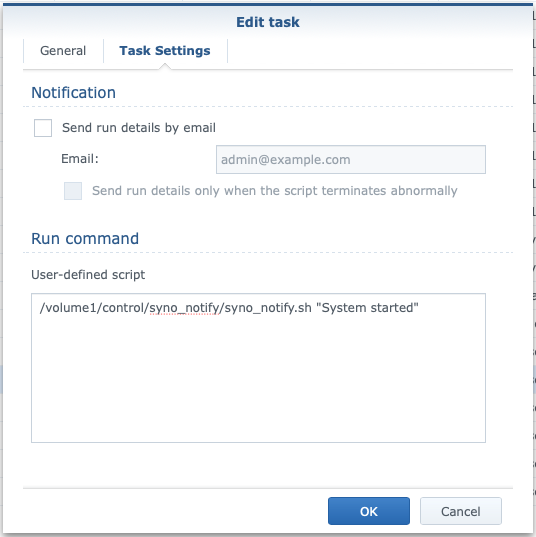 Edit task
General Task Settings
Notification
Send run details by email
Email: admin@example.com
Send run details only when the script terminates abnormally
Run command
User-defined script
/volume1/control/syno_notify/syno_notify.sh "System started"
OK Cancel